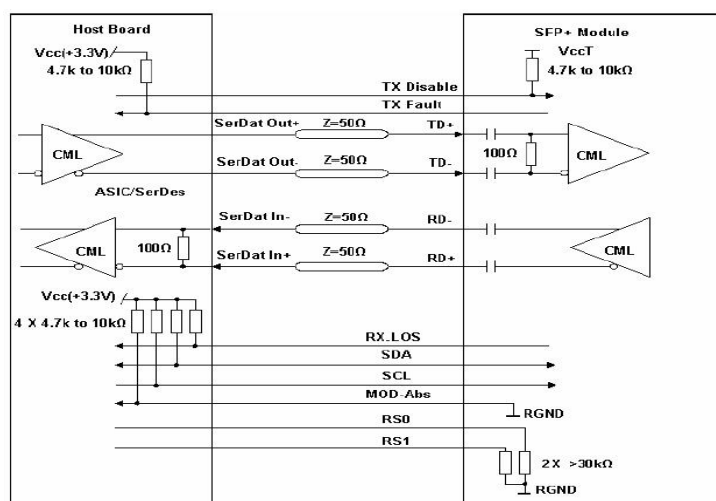 Host Board
SFP+ Module
Vcc(+3.3V)
4.7k to 10kΩ
VccT
4.7k to 10kΩ
TX Disable
TX Fault
SerDat Out+
Z=50Ω
TD+
CML
100Ω
CML
SerDat Out-
Z=50Ω
TD-
ASIC/SerDes
SerDat In-
Z=50Ω
RD-
100Ω
CML
CML
SerDat In+
Z=50Ω
RD+
Vcc(+3.3V)
4 X 4.7k to 10kΩ
RX-LOS
SDA
SCL
MOD-Abs
RGND
RS0
RS1
2 X >30kΩ
RGND